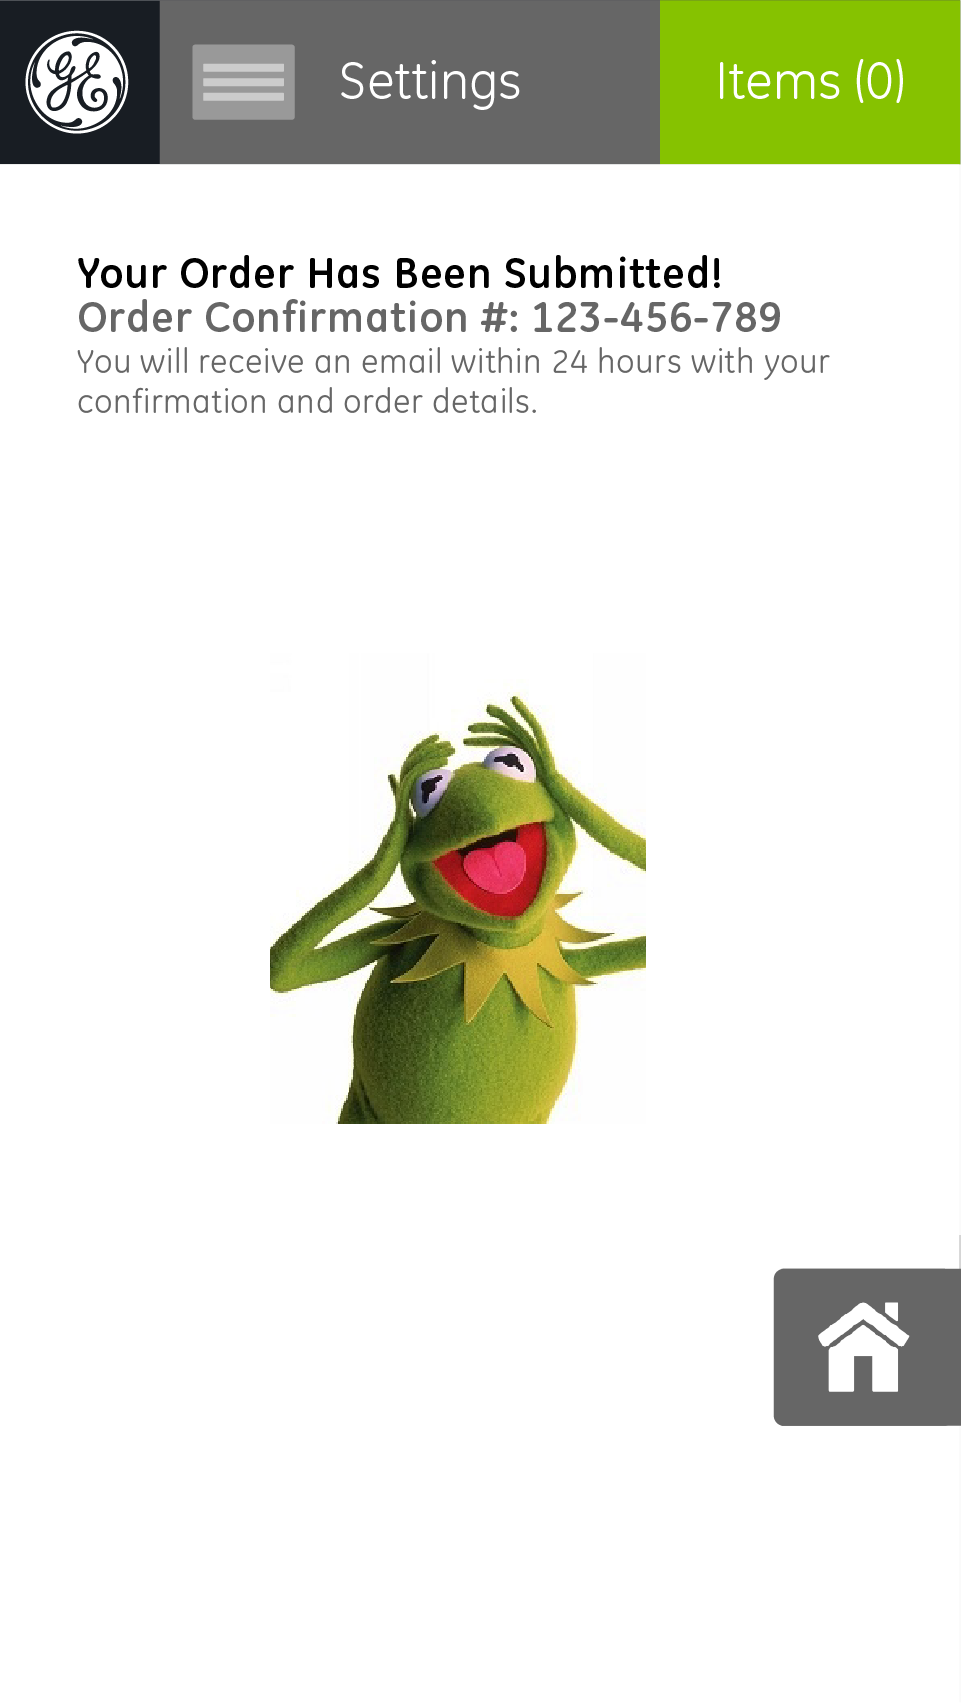 GE
Settings
Items (0)
Your Order Has Been Submitted!
Order Confirmation #: 123-456-789
You will receive an email within 24 hours with your
confirmation and order details.